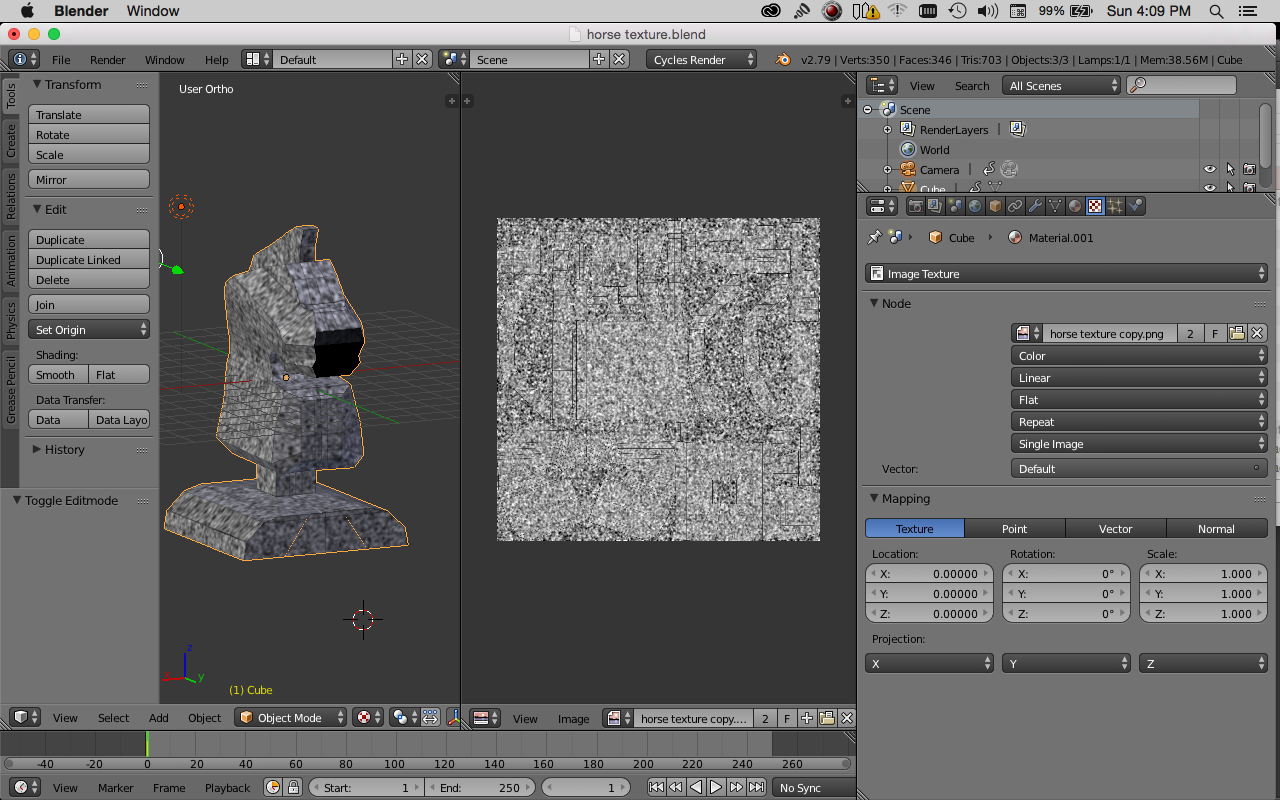 Blender Window 99% Sun 4:09 PM
horse texture.blend
File Render Window Help Default Scene Cycles Render v2.79 | Verts:350 | Faces:346 | Tris:703 | Objects:3/3 | Lamps:1/1 | Mem:38.56M | Cube
Tools
Create
Relations
Animation
Physics
Grease Pencil
Transform
Translate
Rotate
Scale
Mirror
Edit
Duplicate
Duplicate Linked
Delete
Join
Set Origin
Shading:
Smooth Flat
Data Transfer:
Data Data Layo
History
Toggle Editmode
User Ortho
z
x
y
(1) Cube
View Select Add Object Object Mode
View Image horse texture copy.... 2 F
View Search All Scenes
Scene
RenderLayers
World
Camera
Cube
Cube Material.001
Image Texture
Node
horse texture copy.png 2 F
Color
Linear
Flat
Repeat
Single Image
Vector: Default
Mapping
Texture Point Vector Normal
Location: Rotation: Scale:
X: 0.00000 X: 0° X: 1.000
Y: 0.00000 Y: 0° Y: 1.000
Z: 0.00000 Z: 0° Z: 1.000
Projection:
X Y Z
-40 -20 0 20 40 60 80 100 120 140 160 180 200 220 240 260
View Marker Frame Playback Start: 1 End: 250 1 No Sync